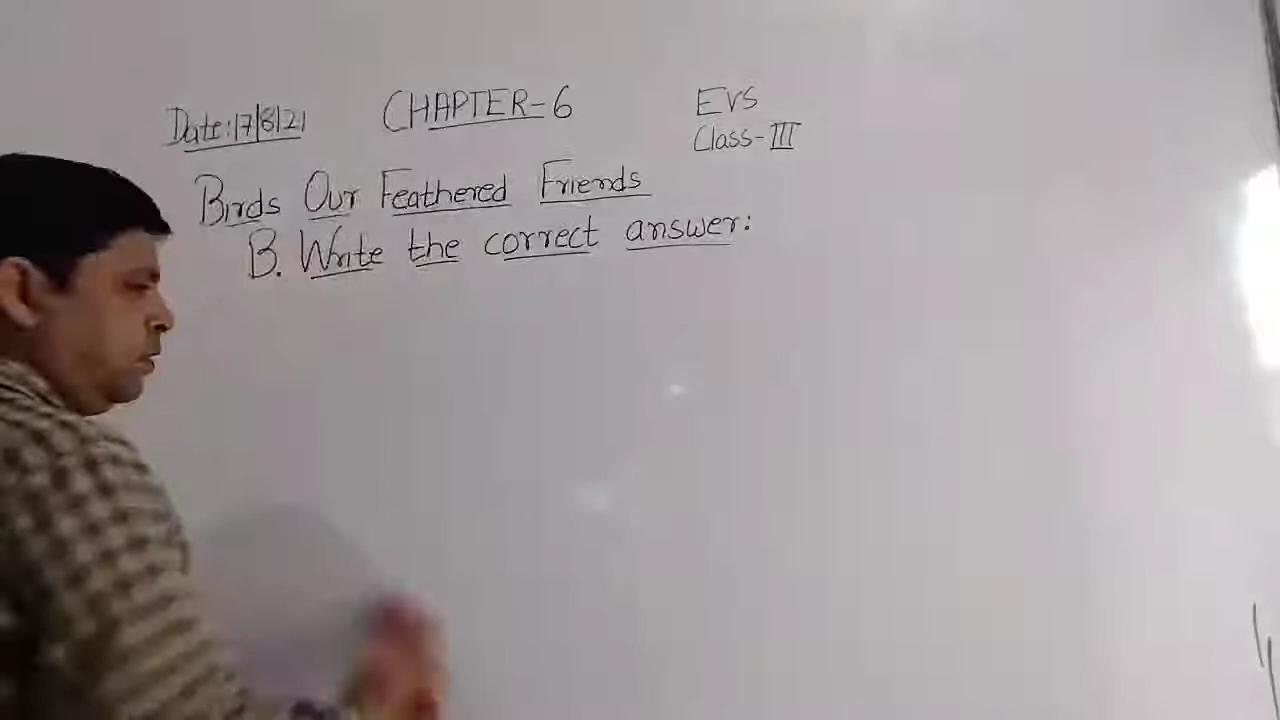 Date:17/8/21 CHAPTER-6 EVS
Class-III
Birds Our Feathered Friends
B. Write the correct answer: